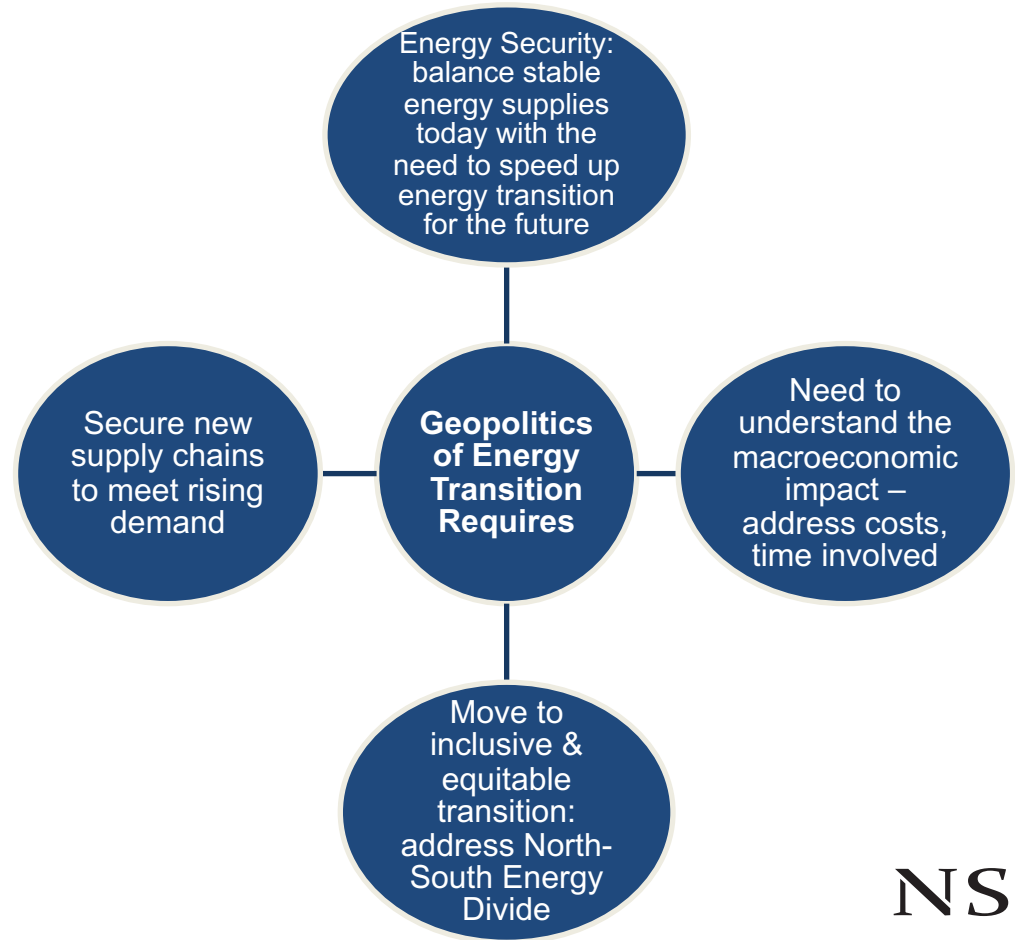 Energy Security:
balance stable
energy supplies
today with the
need to speed up
energy transition
for the future
Secure new
supply chains
to meet rising
demand
Geopolitics
of Energy
Transition
Requires
Need to
understand the
macroeconomic
impact –
address costs,
time involved
Move to
inclusive &
equitable
transition:
address North-
South Energy
Divide
NS